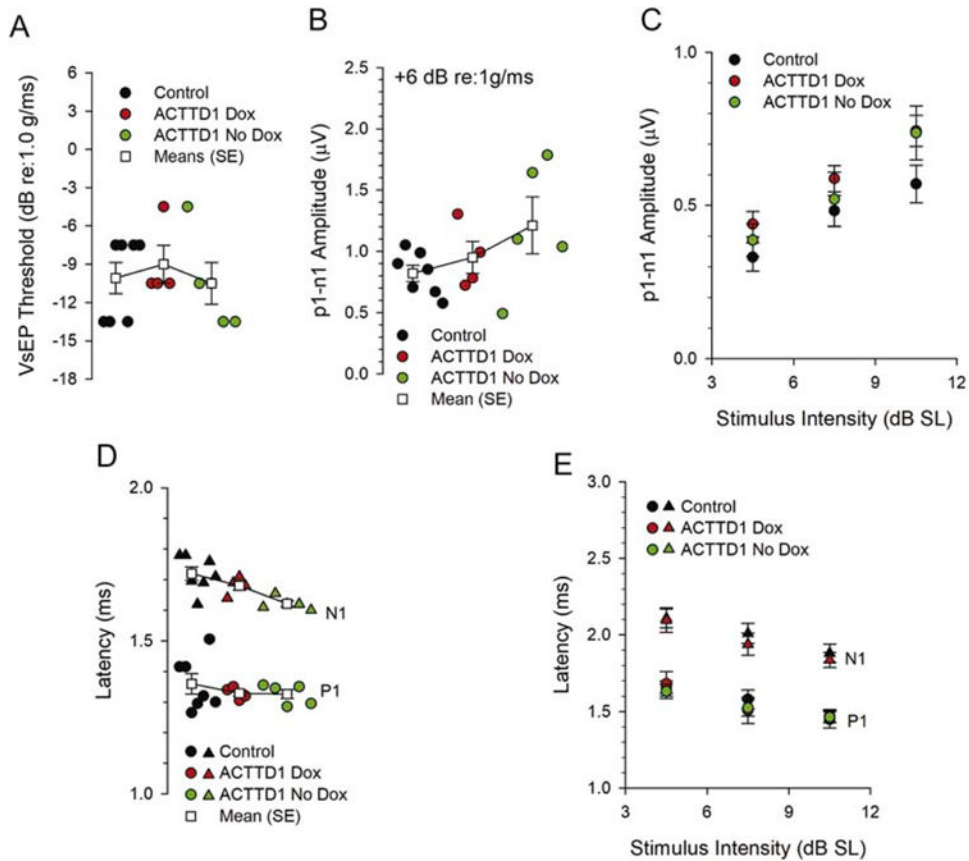 A
VsEP Threshold (dB re:1.0 g/ms)
6
3
0
-3
-6
-9
-12
-15
-18
Control
ACTTD1 Dox
ACTTD1 No Dox
Means (SE)
B
+6 dB re:1g/ms
p1-n1 Amplitude (μV)
2.5
2.0
1.5
1.0
0.5
0.0
Control
ACTTD1 Dox
ACTTD1 No Dox
Mean (SE)
C
p1-n1 Amplitude (μV)
1.0
0.5
0.0
Control
ACTTD1 Dox
ACTTD1 No Dox
3 6 9 12
Stimulus Intensity (dB SL)
D
Latency (ms)
2.0
1.5
1.0
N1
P1
Control
ACTTD1 Dox
ACTTD1 No Dox
Mean (SE)
E
Latency (ms)
3.0
2.5
2.0
1.5
1.0
Control
ACTTD1 Dox
ACTTD1 No Dox
N1
P1
3 6 9 12
Stimulus Intensity (dB SL)